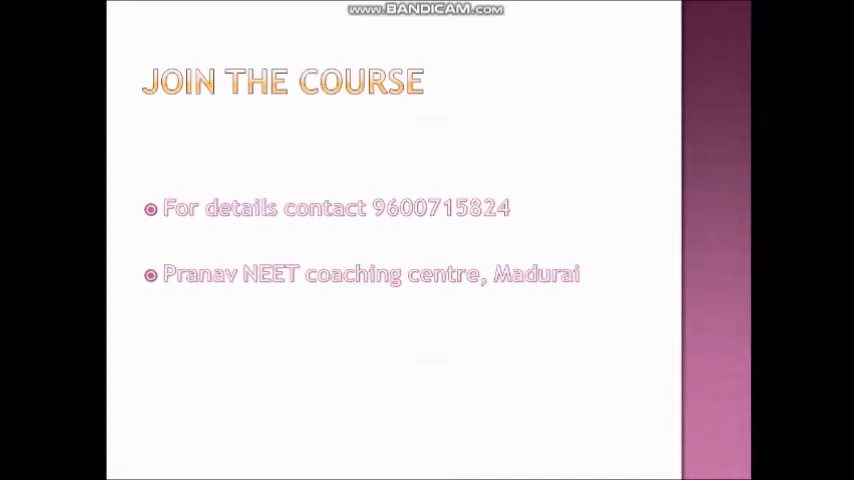 www.BANDICAM.com
JOIN THE COURSE
For details contact 9600715824
Pranav NEET coaching centre, Madurai